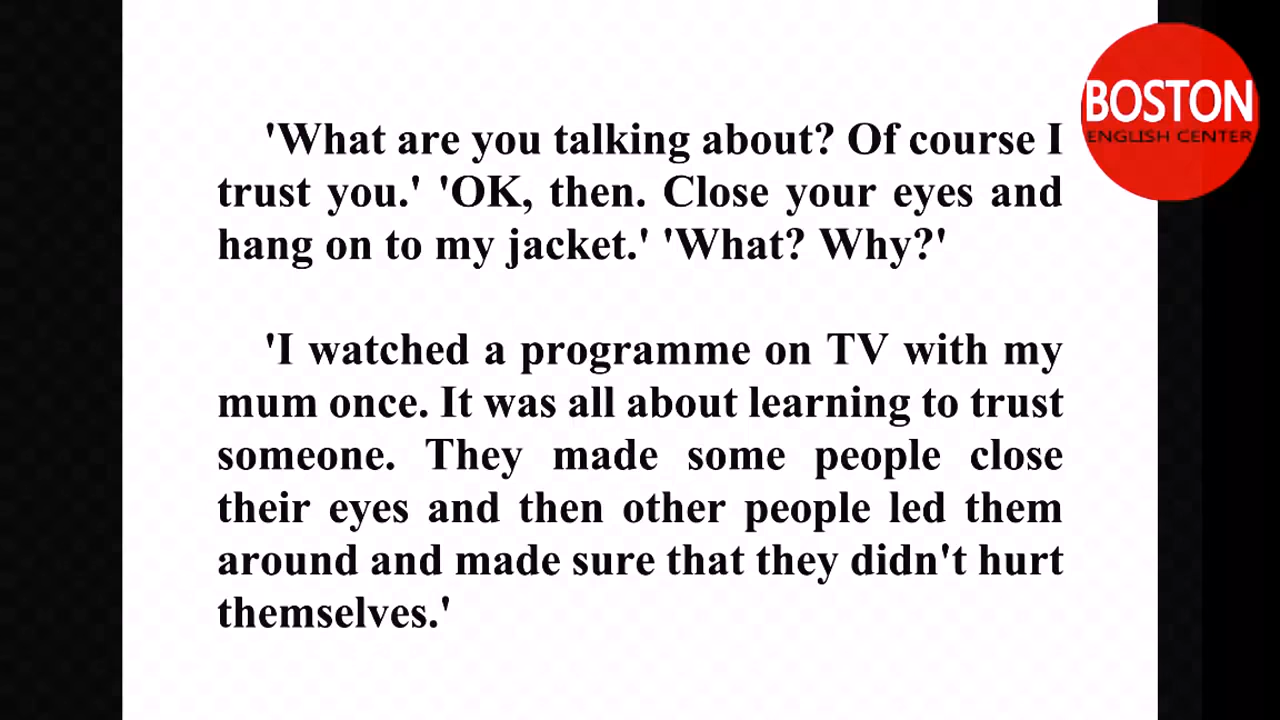 'What are you talking about? Of course I
trust you.' 'OK, then. Close your eyes and
hang on to my jacket.' 'What? Why?'
'I watched a programme on TV with my
mum once. It was all about learning to trust
someone. They made some people close
their eyes and then other people led them
around and made sure that they didn't hurt
themselves.'
BOSTON
ENGLISH CENTER